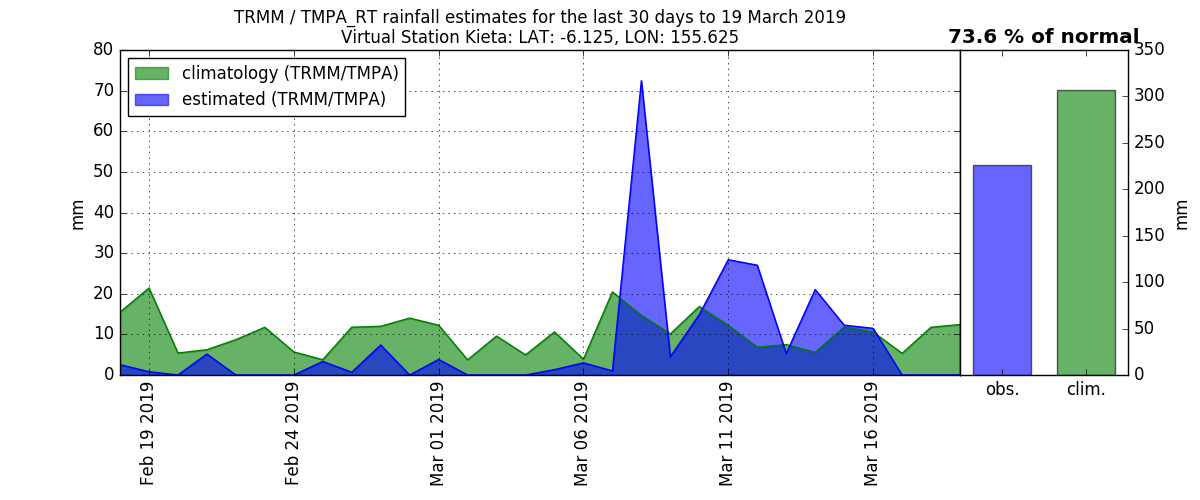 TRMM / TMPA_RT rainfall estimates for the last 30 days to 19 March 2019
Virtual Station Kieta: LAT: -6.125, LON: 155.625
73.6 % of normal
climatology (TRMM/TMPA)
estimated (TRMM/TMPA)
80
70
60
50
40
30
20
10
0
mm
Feb 19 2019
Feb 24 2019
Mar 01 2019
Mar 06 2019
Mar 11 2019
Mar 16 2019
350
300
250
200
150
100
50
0
mm
obs.
clim.